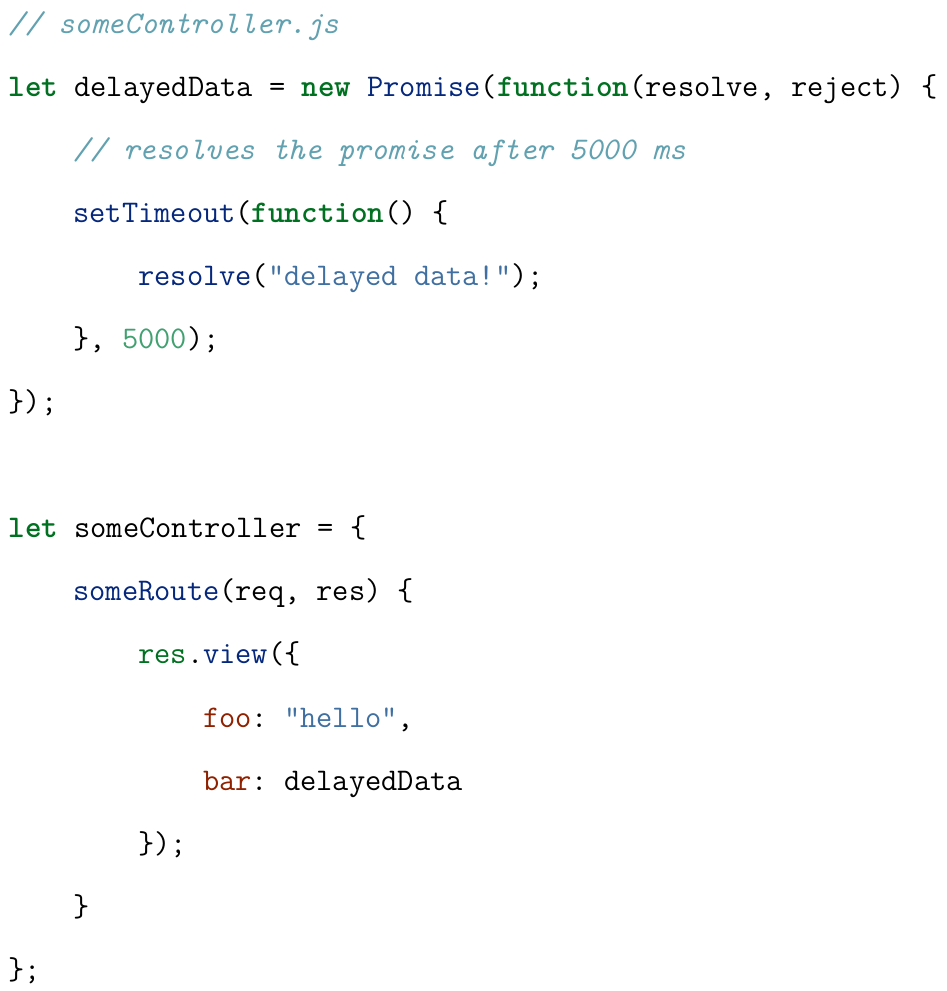 // someController.js
let delayedData = new Promise(function(resolve, reject) {
    // resolves the promise after 5000 ms
    setTimeout(function() {
        resolve("delayed data!");
    }, 5000);
});

let someController = {
    someRoute(req, res) {
        res.view({
            foo: "hello",
            bar: delayedData
        });
    }
};